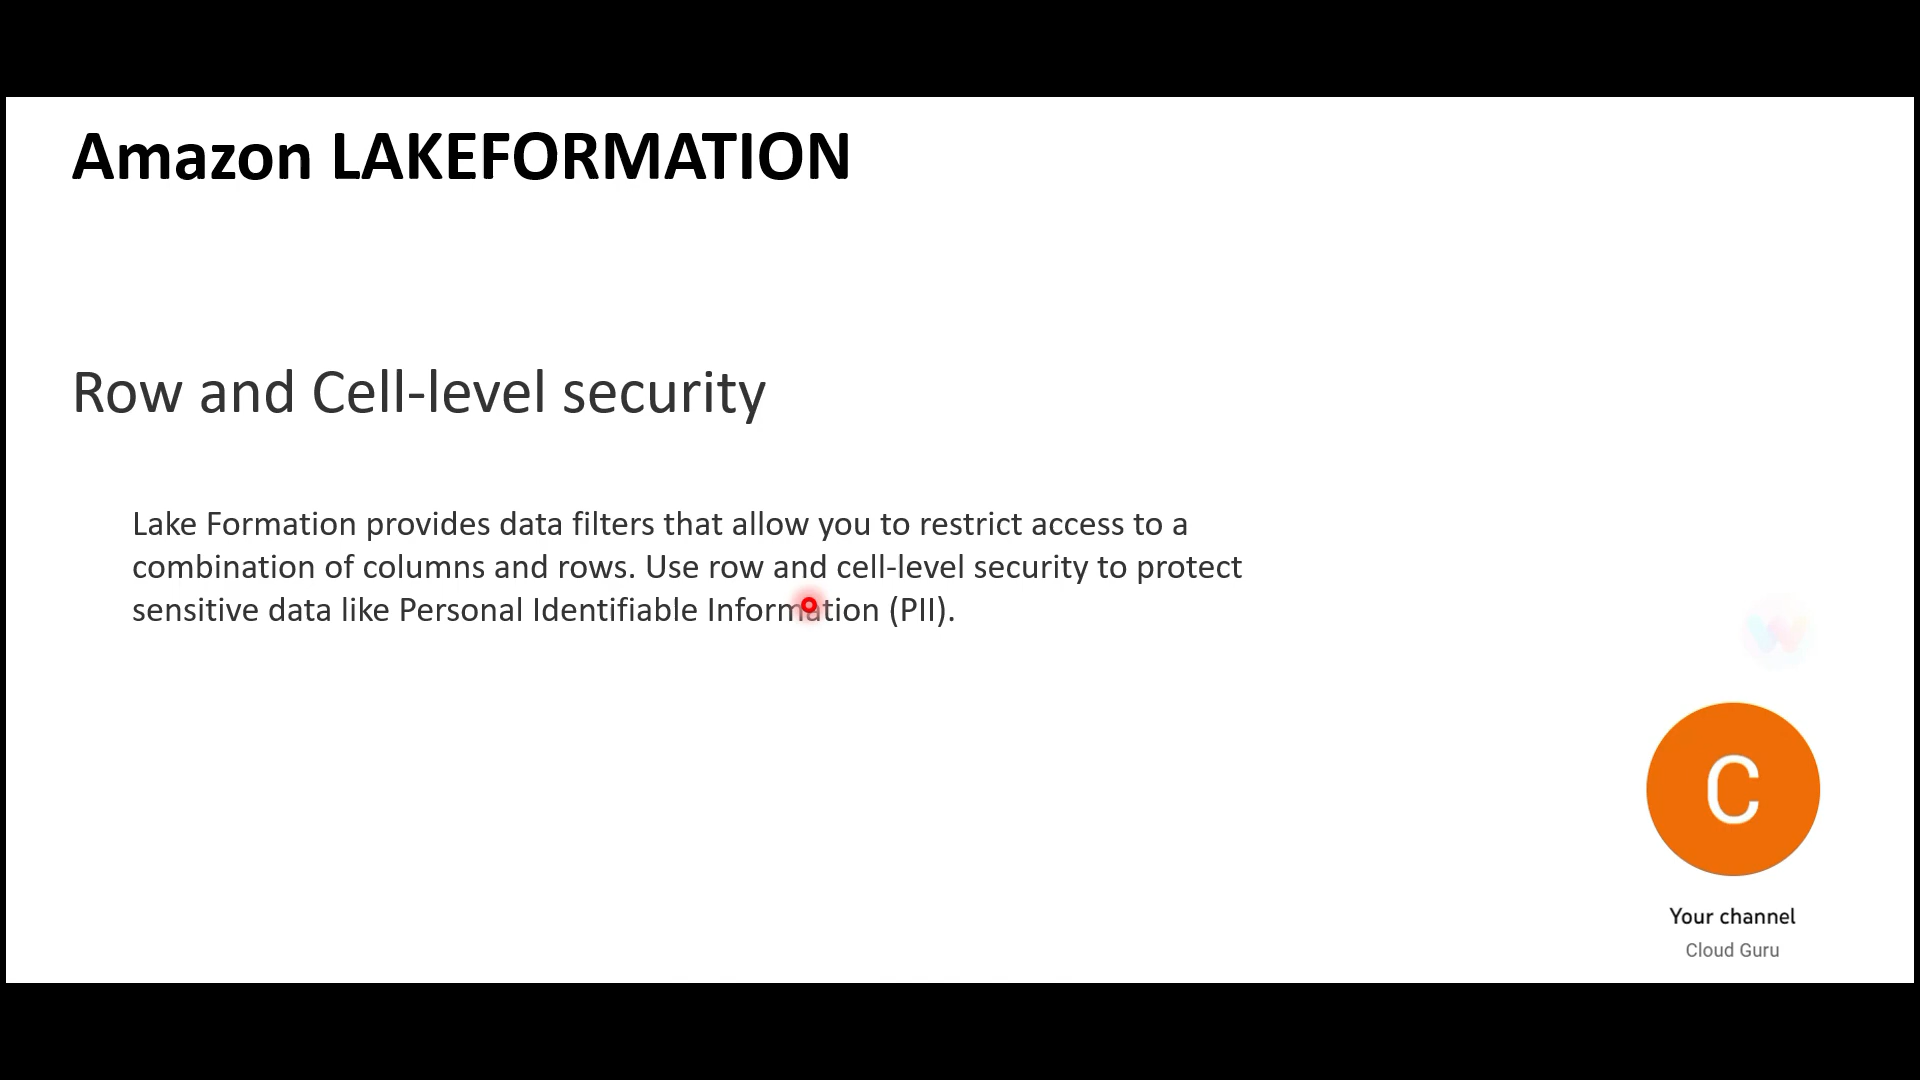 Amazon LAKEFORMATION
Row and Cell-level security
Lake Formation provides data filters that allow you to restrict access to a
combination of columns and rows. Use row and cell-level security to protect
sensitive data like Personal Identifiable Information (PII).
W
C
Your channel
Cloud Guru